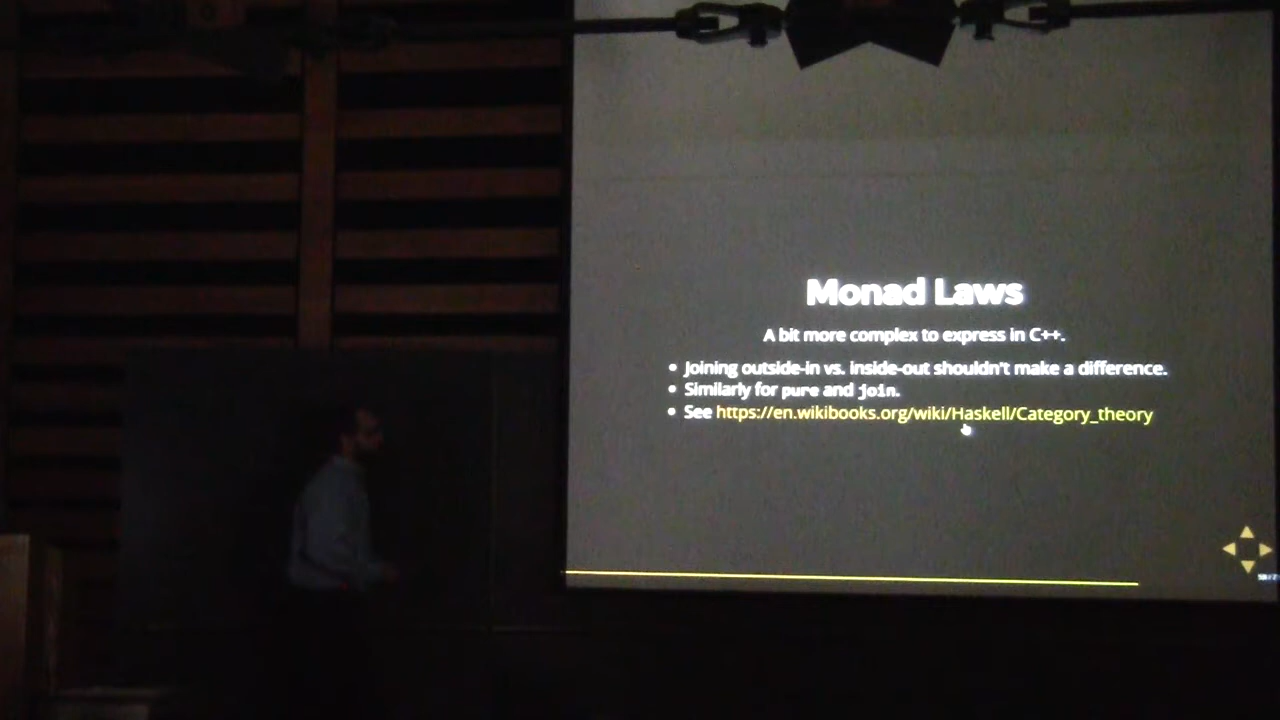 Monad Laws
A bit more complex to express in C++.
• Joining outside-in vs. inside-out shouldn't make a difference.
• Similarly for pure and join.
• See https://en.wikibooks.org/wiki/Haskell/Category_theory